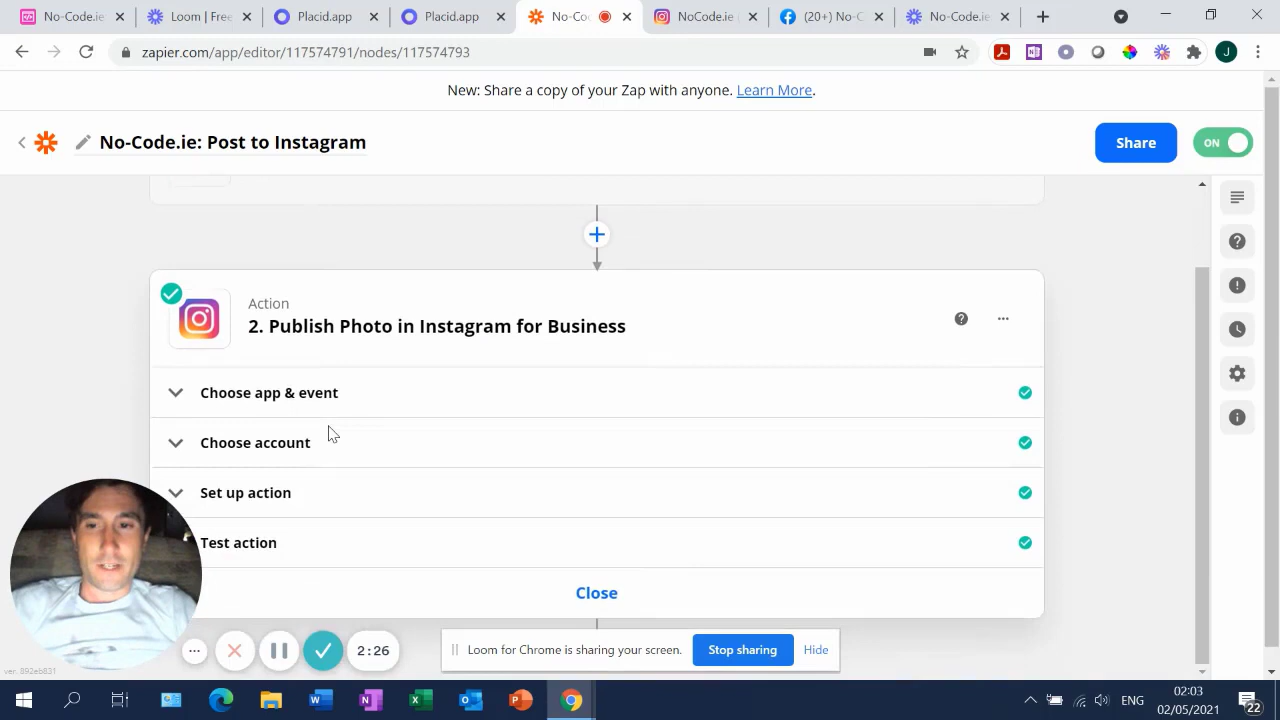 No-Code.ie:
Loom | Free
Placid.app
Placid.app
No-Co
NoCode.ie
(20+) No-C
No-Code.ie
zapier.com/app/editor/117574791/nodes/117574793
J
New: Share a copy of your Zap with anyone. Learn More.
No-Code.ie: Post to Instagram
Share
ON
Action
2. Publish Photo in Instagram for Business
Choose app & event
Choose account
Set up action
Test action
Close
2:26
Loom for Chrome is sharing your screen.
Stop sharing
Hide
ver. 892eb831
ENG
02:03
02/05/2021
22